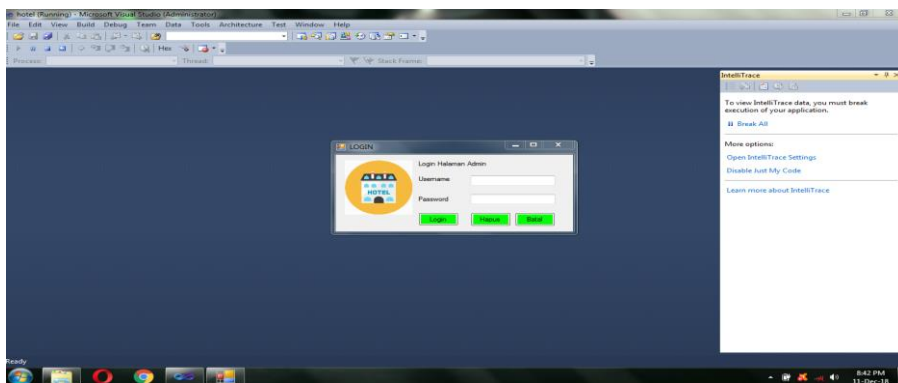 hotel (Running) - Microsoft Visual Studio (Administrator)
File Edit View Build Debug Team Data Tools Architecture Test Window Help
Hex
Process: Thread: Stack Frame:
IntelliTrace
To view IntelliTrace data, you must break
execution of your application.
Break All
More options:
Open IntelliTrace Settings
Disable Just My Code
Learn more about IntelliTrace
LOGIN
Login Halaman Admin
HOTEL
Username
Password
Login Hapus Batal
Ready
8:42 PM
11-Dec-18